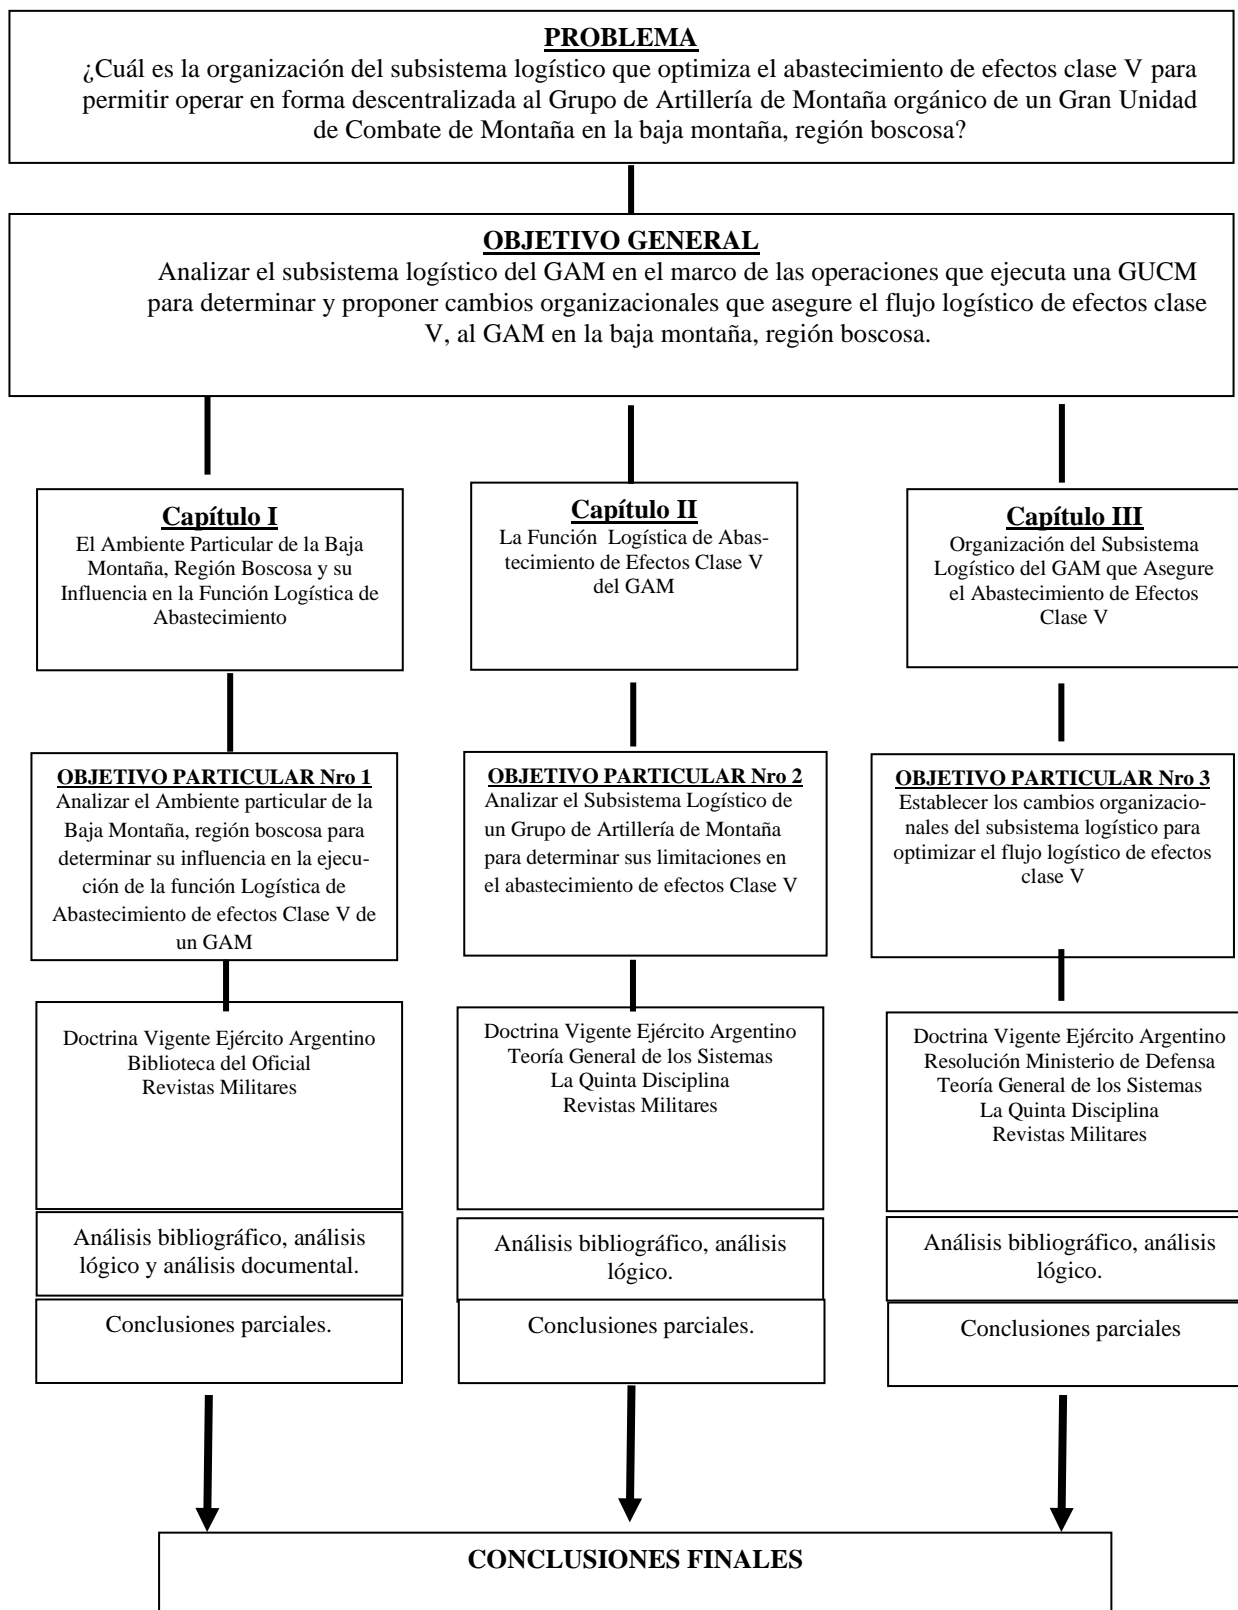 PROBLEMA
¿Cuál es la organización del subsistema logístico que optimiza el abastecimiento de efectos clase V para
permitir operar en forma descentralizada al Grupo de Artillería de Montaña orgánico de un Gran Unidad
de Combate de Montaña en la baja montaña, región boscosa?
OBJETIVO GENERAL
Analizar el subsistema logístico del GAM en el marco de las operaciones que ejecuta una GUCM
para determinar y proponer cambios organizacionales que asegure el flujo logístico de efectos clase
V, al GAM en la baja montaña, región boscosa.
Capítulo I
El Ambiente Particular de la Baja
Montaña, Región Boscosa y su
Influencia en la Función Logística de
Abastecimiento
Capítulo II
La Función Logística de Abas-
tecimiento de Efectos Clase V
del GAM
Capítulo III
Organización del Subsistema
Logístico del GAM que Asegure
el Abastecimiento de Efectos
Clase V
OBJETIVO PARTICULAR Nro 1
Analizar el Ambiente particular de la
Baja Montaña, región boscosa para
determinar su influencia en la ejecu-
ción de la función Logística de
Abastecimiento de efectos Clase V de
un GAM
OBJETIVO PARTICULAR Nro 2
Analizar el Subsistema Logístico de
un Grupo de Artillería de Montaña
para determinar sus limitaciones en
el abastecimiento de efectos Clase V
OBJETIVO PARTICULAR Nro 3
Establecer los cambios organizacio-
nales del subsistema logístico para
optimizar el flujo logístico de efectos
clase V
Doctrina Vigente Ejército Argentino
Biblioteca del Oficial
Revistas Militares
Doctrina Vigente Ejército Argentino
Teoría General de los Sistemas
La Quinta Disciplina
Revistas Militares
Doctrina Vigente Ejército Argentino
Resolución Ministerio de Defensa
Teoría General de los Sistemas
La Quinta Disciplina
Revistas Militares
Análisis bibliográfico, análisis
lógico y análisis documental.
Análisis bibliográfico, análisis
lógico.
Análisis bibliográfico, análisis
lógico.
Conclusiones parciales.
Conclusiones parciales.
Conclusiones parciales
CONCLUSIONES FINALES